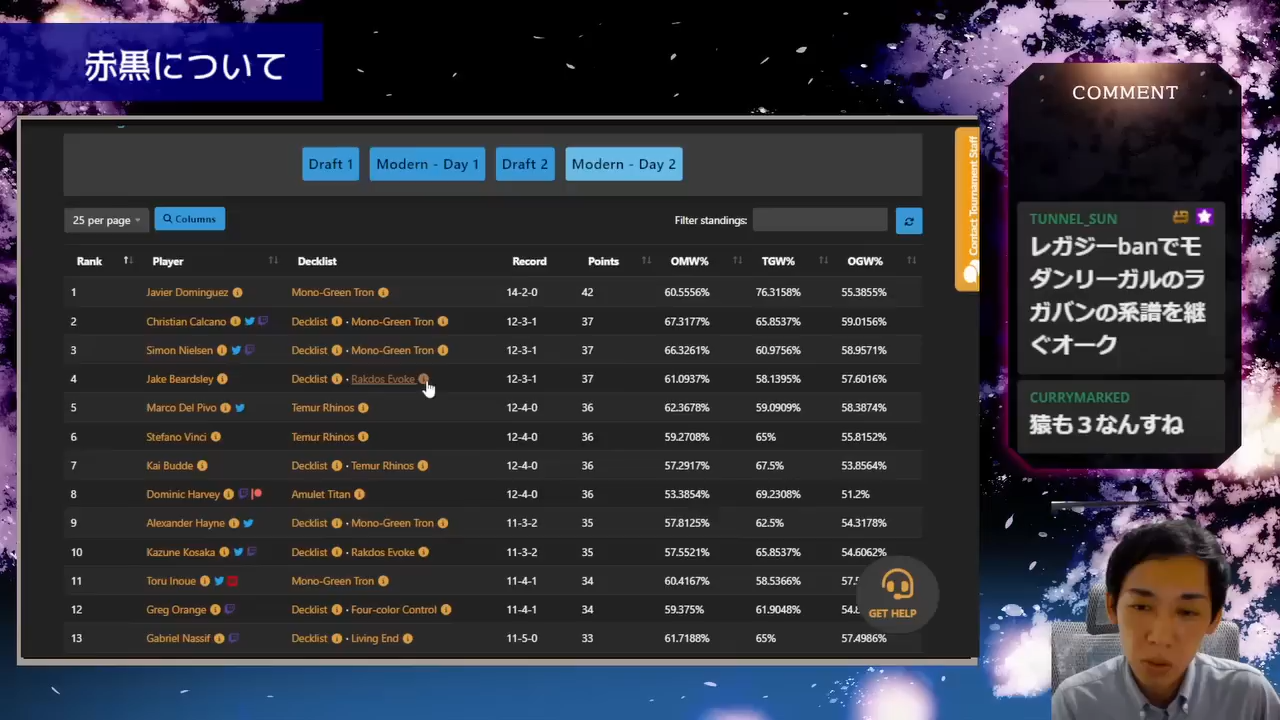 赤黒について
Draft 1 Modern - Day 1 Draft 2 Modern - Day 2
25 per page Columns Filter standings:
Rank Player Decklist Record Points OMW% TGW% OGW%
1 Javier Dominguez Mono-Green Tron 14-2-0 42 60.5556% 76.3158% 55.3855%
2 Christian Calcano Decklist • Mono-Green Tron 12-3-1 37 67.3177% 65.8537% 59.0156%
3 Simon Nielsen Decklist • Mono-Green Tron 12-3-1 37 66.3261% 60.9756% 58.9571%
4 Jake Beardsley Decklist • Rakdos Evoke 12-3-1 37 61.0937% 58.1395% 57.6016%
5 Marco Del Pivo Temur Rhinos 12-4-0 36 62.3678% 59.0909% 58.3874%
6 Stefano Vinci Temur Rhinos 12-4-0 36 59.2708% 65% 55.8152%
7 Kai Budde Decklist • Temur Rhinos 12-4-0 36 57.2917% 67.5% 53.8564%
8 Dominic Harvey Amulet Titan 12-4-0 36 53.3854% 69.2308% 51.2%
9 Alexander Hayne Decklist • Mono-Green Tron 11-3-2 35 57.8125% 62.5% 54.3178%
10 Kazune Kosaka Decklist • Rakdos Evoke 11-3-2 35 57.5521% 65.8537% 54.6062%
11 Toru Inoue Mono-Green Tron 11-4-1 34 60.4167% 58.5366%
12 Greg Orange Decklist • Four-color Control 11-4-1 34 59.375% 61.9048%
13 Gabriel Nassif Decklist • Living End 11-5-0 33 61.7188% 65% 57.4986%
GET HELP
Contact Tournament Staff
COMMENT
TUNNEL_SUN
レガジーbanでモ
ダンリーガルのラ
ガバンの系譜を継
ぐオーク
CURRYMARKED
猿も3なんすね